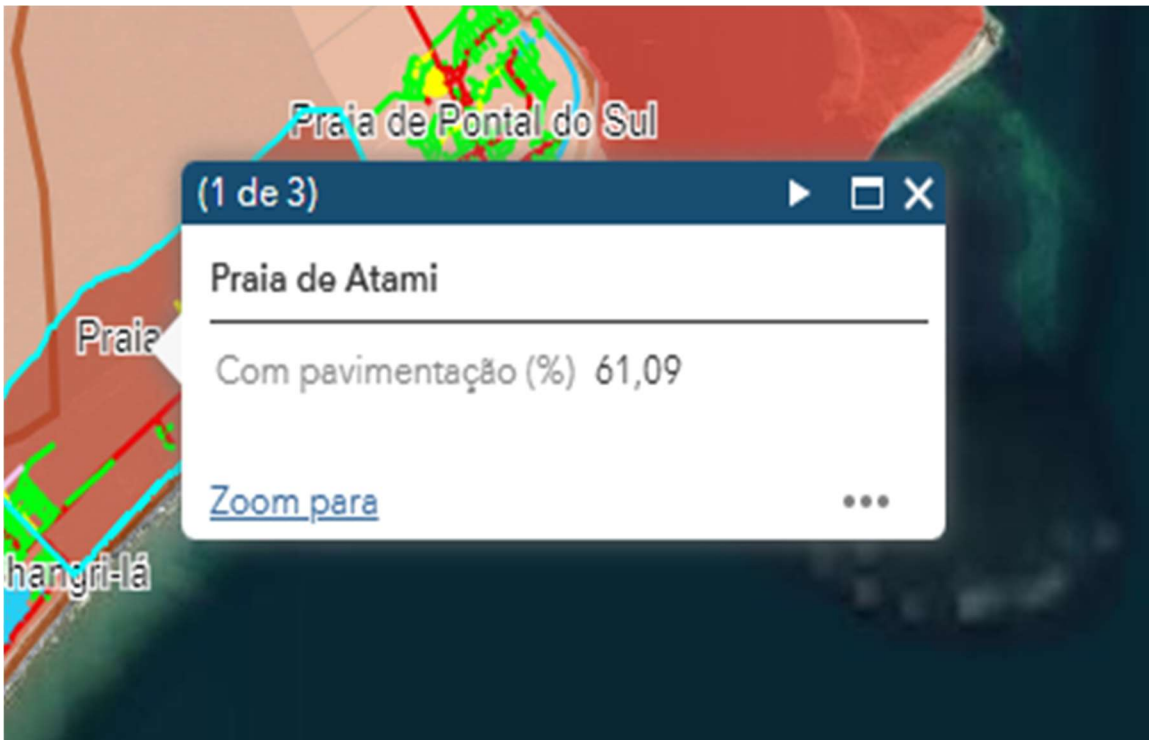 Praia de Pontal do Sul
(1 de 3)
Praia de Atami
Praia
Com pavimentação (%) 61,09
Zoom para
hangri-lá